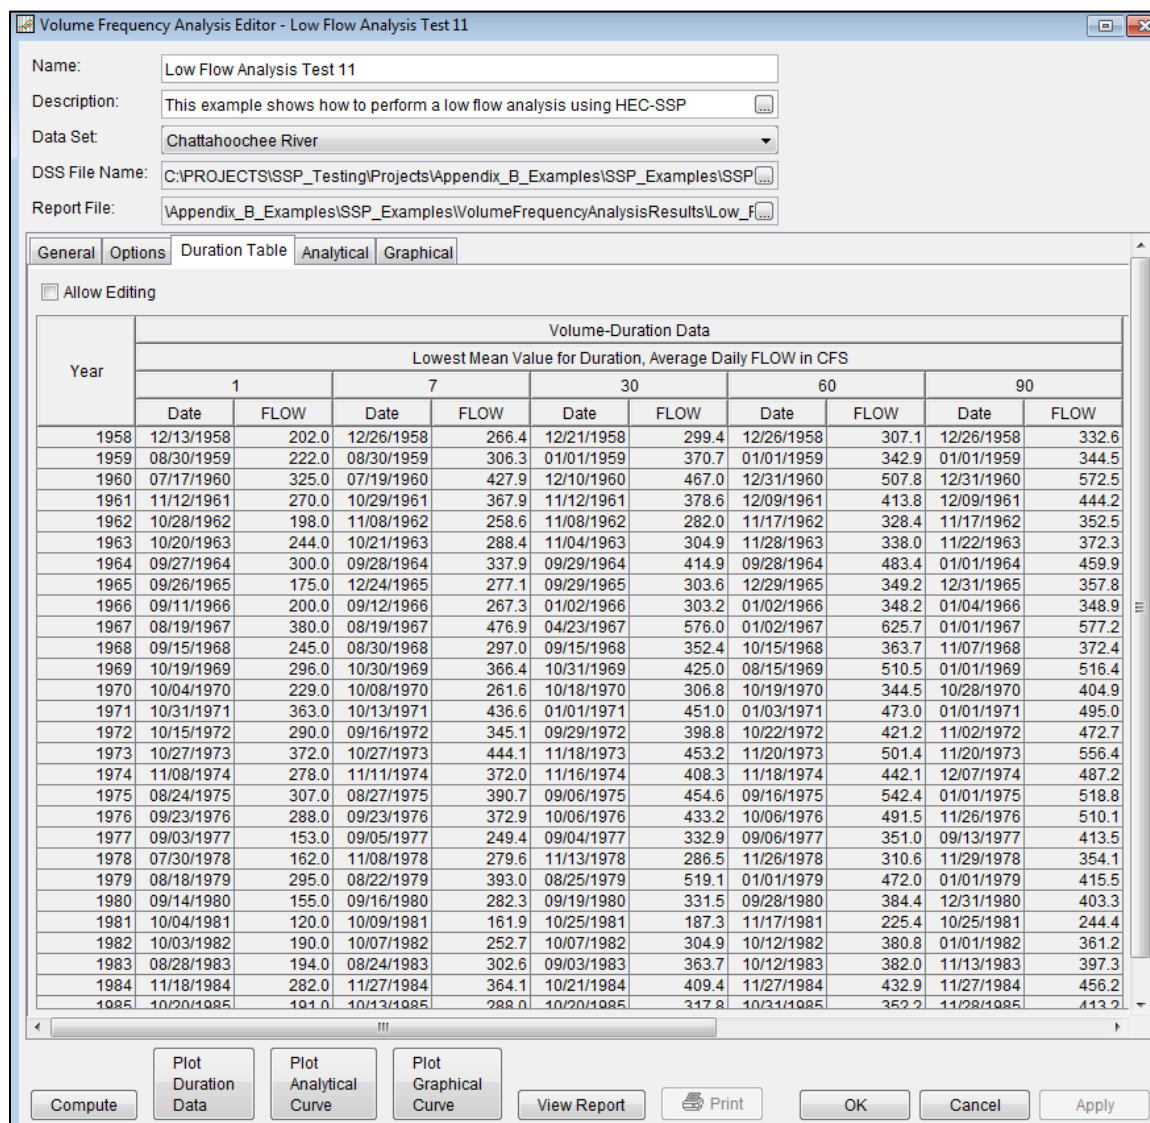 Volume Frequency Analysis Editor - Low Flow Analysis Test 11
Name: Low Flow Analysis Test 11
Description: This example shows how to perform a low flow analysis using HEC-SSP ...
Data Set: Chattahoochee River
DSS File Name: C:\PROJECTS\SSP_Testing\Projects\Appendix_B_Examples\SSP_Examples\SSP ...
Report File: \Appendix_B_Examples\SSP_Examples\VolumeFrequencyAnalysisResults\Low_F ...
General Options Duration Table Analytical Graphical
Allow Editing
Volume-Duration Data
Lowest Mean Value for Duration, Average Daily FLOW in CFS
Year
1 7 30 60 90
Date FLOW Date FLOW Date FLOW Date FLOW Date FLOW
1958 12/13/1958 202.0 12/26/1958 266.4 12/21/1958 299.4 12/26/1958 307.1 12/26/1958 332.6
1959 08/30/1959 222.0 08/30/1959 306.3 01/01/1959 370.7 01/01/1959 342.9 01/01/1959 344.5
1960 07/17/1960 325.0 07/19/1960 427.9 12/10/1960 467.0 12/31/1960 507.8 12/31/1960 572.5
1961 11/12/1961 270.0 10/29/1961 367.9 11/12/1961 378.6 12/09/1961 413.8 12/09/1961 444.2
1962 10/28/1962 198.0 11/08/1962 258.6 11/08/1962 282.0 11/17/1962 328.4 11/17/1962 352.5
1963 10/20/1963 244.0 10/21/1963 288.4 11/04/1963 304.9 11/28/1963 338.0 11/22/1963 372.3
1964 09/27/1964 300.0 09/28/1964 337.9 09/29/1964 414.9 09/28/1964 483.4 01/01/1964 459.9
1965 09/26/1965 175.0 12/24/1965 277.1 09/29/1965 303.6 12/29/1965 349.2 12/31/1965 357.8
1966 09/11/1966 200.0 09/12/1966 267.3 01/02/1966 303.2 01/02/1966 348.2 01/04/1966 348.9
1967 08/19/1967 380.0 08/19/1967 476.9 04/23/1967 576.0 01/02/1967 625.7 01/01/1967 577.2
1968 09/15/1968 245.0 08/30/1968 297.0 09/15/1968 352.4 10/15/1968 363.7 11/07/1968 372.4
1969 10/19/1969 296.0 10/30/1969 366.4 10/31/1969 425.0 08/15/1969 510.5 01/01/1969 516.4
1970 10/04/1970 229.0 10/08/1970 261.6 10/18/1970 306.8 10/19/1970 344.5 10/28/1970 404.9
1971 10/31/1971 363.0 10/13/1971 436.6 01/01/1971 451.0 01/03/1971 473.0 01/01/1971 495.0
1972 10/15/1972 290.0 09/16/1972 345.1 09/29/1972 398.8 10/22/1972 421.2 11/02/1972 472.7
1973 10/27/1973 372.0 10/27/1973 444.1 11/18/1973 453.2 11/20/1973 501.4 11/20/1973 556.4
1974 11/08/1974 278.0 11/11/1974 372.0 11/16/1974 408.3 11/18/1974 442.1 12/07/1974 487.2
1975 08/24/1975 307.0 08/27/1975 390.7 09/06/1975 454.6 09/16/1975 542.4 01/01/1975 518.8
1976 09/23/1976 288.0 09/23/1976 372.9 10/06/1976 433.2 10/06/1976 491.5 11/26/1976 510.1
1977 09/03/1977 153.0 09/05/1977 249.4 09/04/1977 332.9 09/06/1977 351.0 09/13/1977 413.5
1978 07/30/1978 162.0 11/08/1978 279.6 11/13/1978 286.5 11/26/1978 310.6 11/29/1978 354.1
1979 08/18/1979 295.0 08/22/1979 393.0 08/25/1979 519.1 01/01/1979 472.0 01/01/1979 415.5
1980 09/14/1980 155.0 09/16/1980 282.3 09/19/1980 331.5 09/28/1980 384.4 12/31/1980 403.3
1981 10/04/1981 120.0 10/09/1981 161.9 10/25/1981 187.3 11/17/1981 225.4 10/25/1981 244.4
1982 10/03/1982 190.0 10/07/1982 252.7 10/07/1982 304.9 10/12/1982 380.8 01/01/1982 361.2
1983 08/28/1983 194.0 08/24/1983 302.6 09/03/1983 363.7 10/12/1983 382.0 11/13/1983 397.3
1984 11/18/1984 282.0 11/27/1984 364.1 10/21/1984 409.4 11/27/1984 432.9 11/27/1984 456.2
1985 10/20/1985 191.0 10/13/1985 288.0 10/20/1985 317.8 10/31/1985 352.2 11/28/1985 413.2
Compute
Plot
Duration
Data
Plot
Analytical
Curve
Plot
Graphical
Curve
View Report
Print
OK
Cancel
Apply